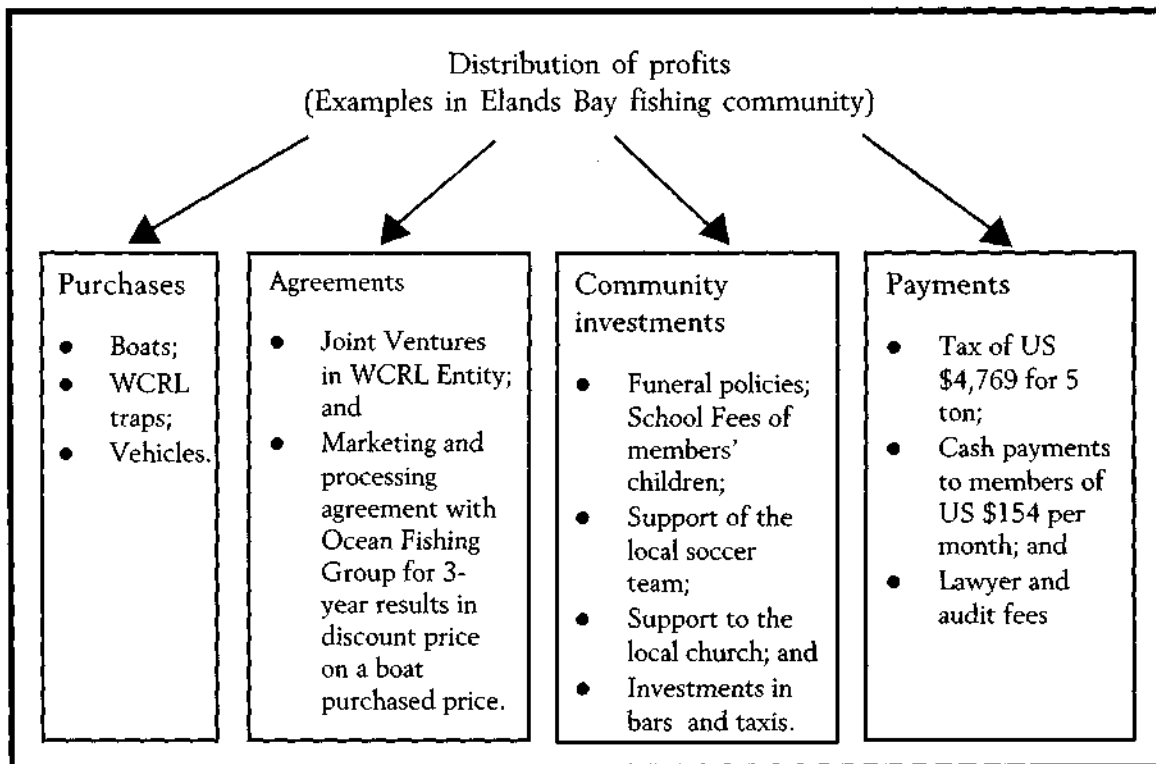 Distribution of profits
(Examples in Elands Bay fishing community)
Purchases
● Boats;
● WCRL
traps;
● Vehicles.
Agreements
● Joint Ventures
in WCRL Entity;
and
● Marketing and
processing
agreement with
Ocean Fishing
Group for 3-
year results in
discount price
on a boat
purchased price.
Community
investments
● Funeral policies;
School Fees of
members'
children;
● Support of the
local soccer
team;
● Support to the
local church; and
● Investments in
bars and taxis.
Payments
● Tax of US
$4,769 for 5
ton;
● Cash payments
to members of
US $154 per
month; and
● Lawyer and
audit fees